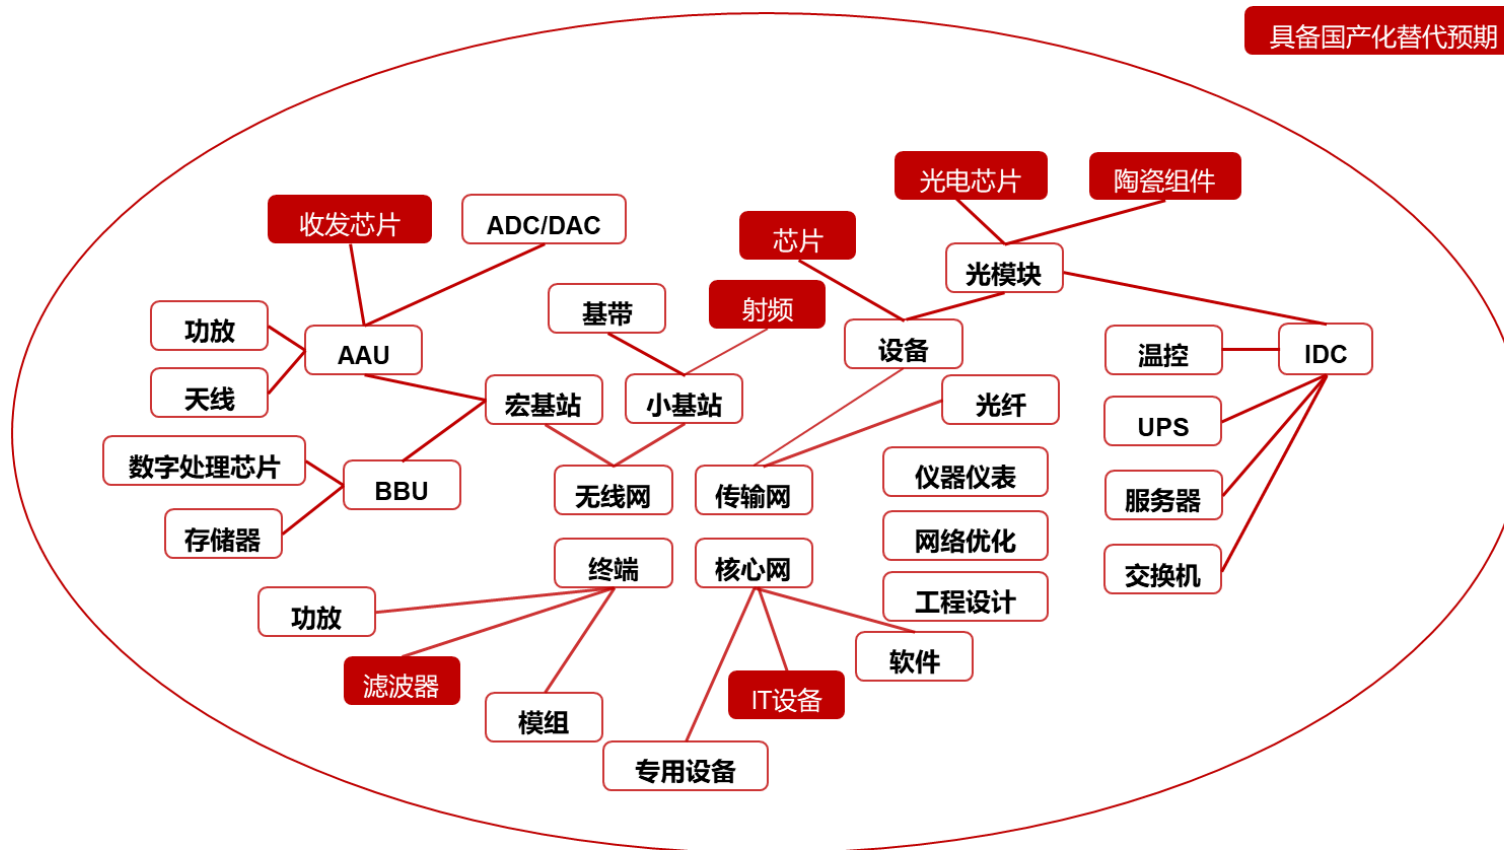 具备国产化替代预期
光电芯片
陶瓷组件
收发芯片
ADC/DAC
芯片
光模块
基带
射频
功放
AAU
设备
温控
IDC
天线
宏基站
小基站
光纤
UPS
数字处理芯片
BBU
无线网
传输网
仪器仪表
服务器
存储器
网络优化
终端
核心网
交换机
工程设计
功放
软件
滤波器
IT设备
模组
专用设备